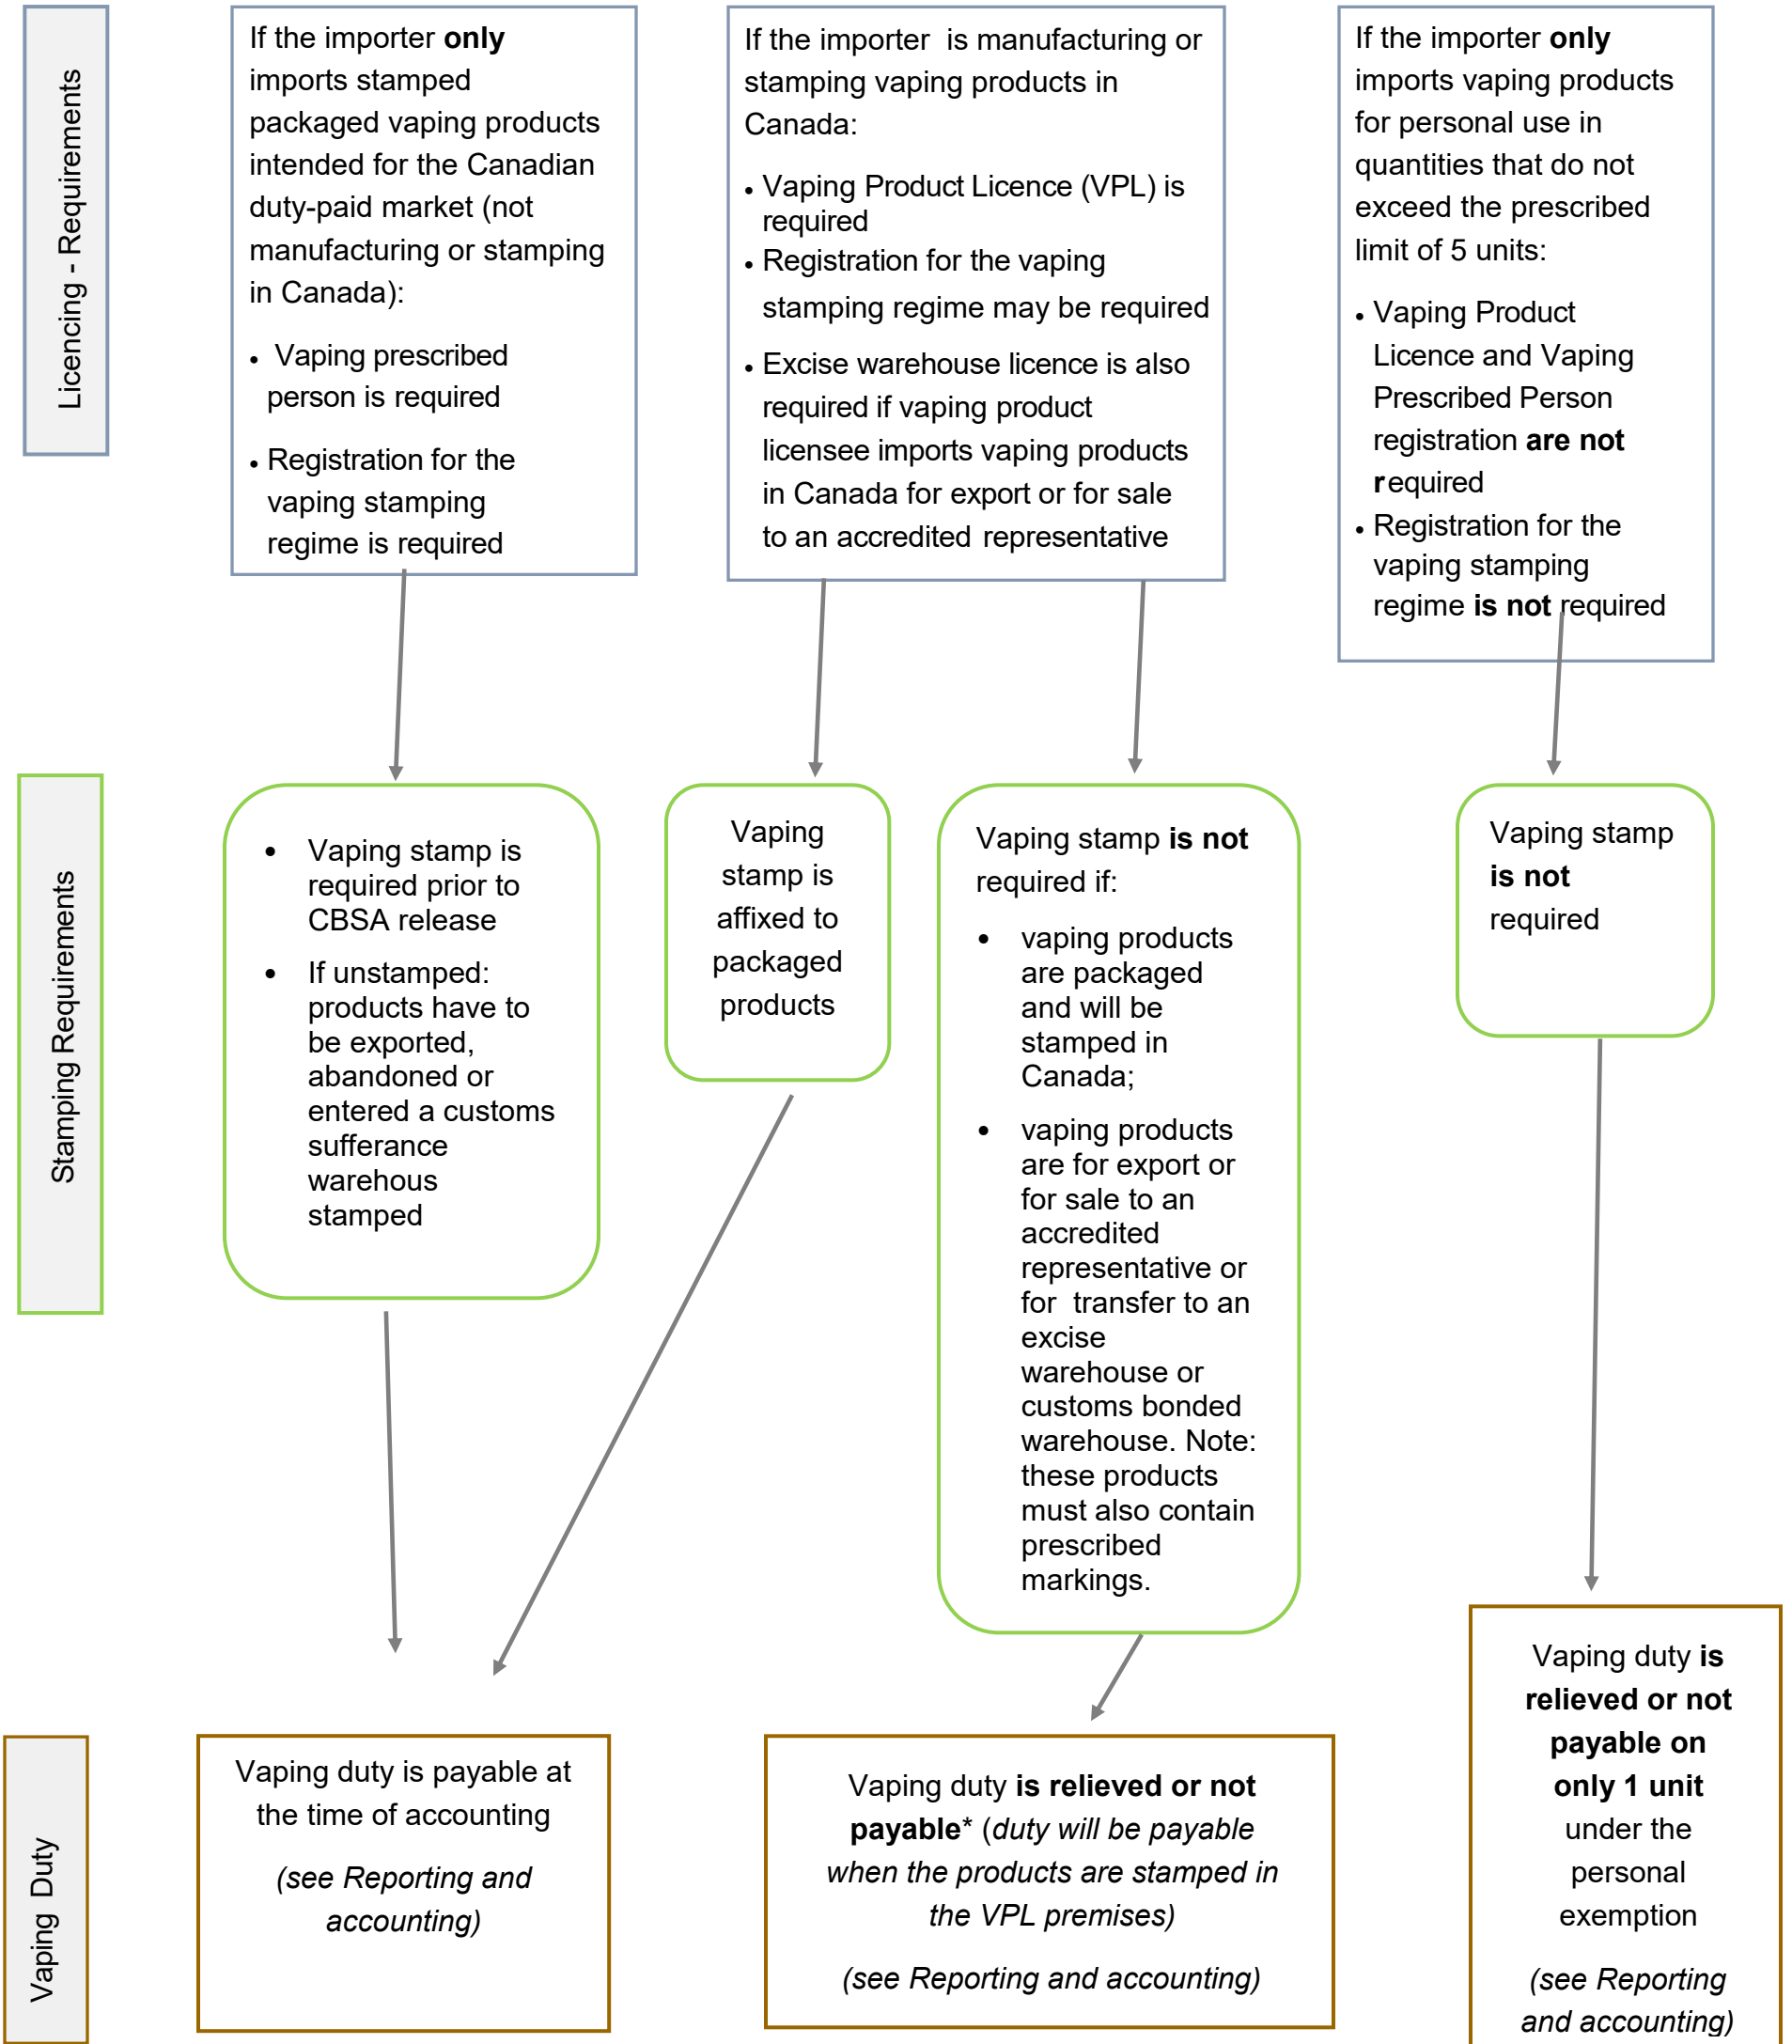 Licencing - Requirements
If the importer only
imports stamped
packaged vaping products
intended for the Canadian
duty-paid market (not
manufacturing or stamping
in Canada):
• Vaping prescribed
person is required
• Registration for the
vaping stamping
regime is required
If the importer is manufacturing or
stamping vaping products in
Canada:
• Vaping Product Licence (VPL) is
required
• Registration for the vaping
stamping regime may be required
• Excise warehouse licence is also
required if vaping product
licensee imports vaping products
in Canada for export or for sale
to an accredited representative
If the importer only
imports vaping products
for personal use in
quantities that do not
exceed the prescribed
limit of 5 units:
• Vaping Product
Licence and Vaping
Prescribed Person
registration are not
required
• Registration for the
vaping stamping
regime is not required
Stamping Requirements
• Vaping stamp is
required prior to
CBSA release
• If unstamped:
products have to
be exported,
abandoned or
entered a customs
sufferance
warehous
stamped
Vaping
stamp is
affixed to
packaged
products
Vaping stamp is not
required if:
• vaping products
are packaged
and will be
stamped in
Canada;
• vaping products
are for export or
for sale to an
accredited
representative or
for transfer to an
excise
warehouse or
customs bonded
warehouse. Note:
these products
must also contain
prescribed
markings.
Vaping stamp
is not
required
Vaping Duty
Vaping duty is payable at
the time of accounting
(see Reporting and
accounting)
Vaping duty is relieved or not
payable* (duty will be payable
when the products are stamped in
the VPL premises)
(see Reporting and accounting)
Vaping duty is
relieved or not
payable on
only 1 unit
under the
personal
exemption
(see Reporting
and accounting)